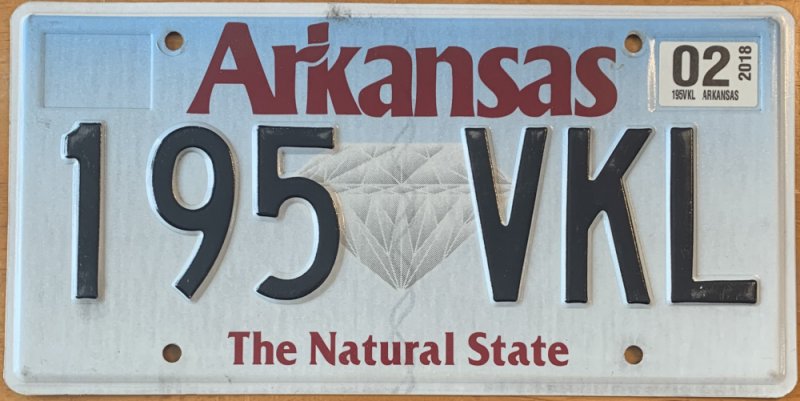 Arkansas
02 2018
195VKL ARKANSAS
195 VKL
The Natural State